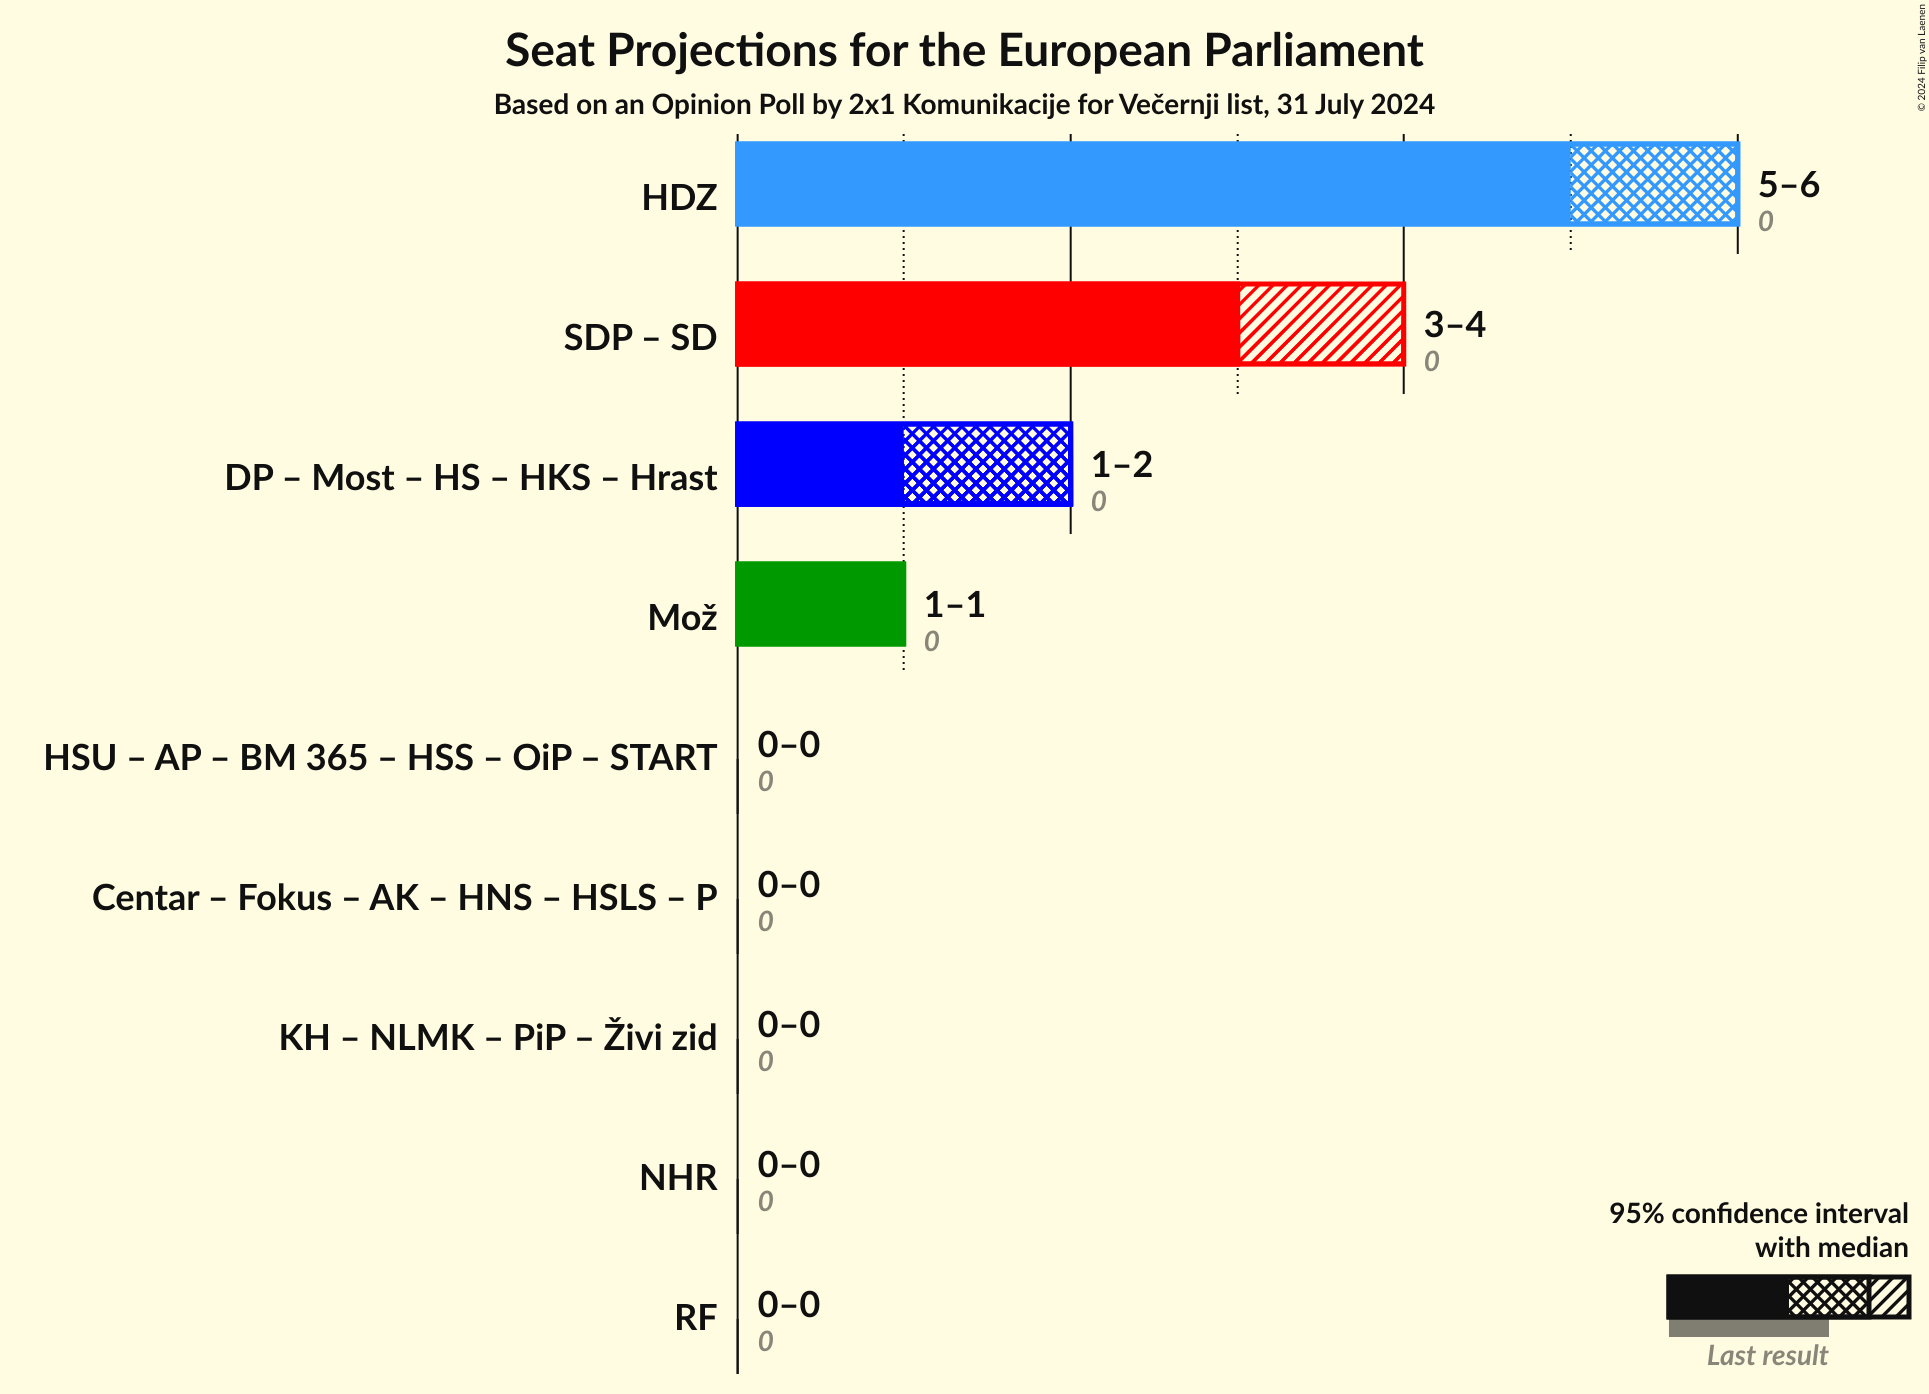 Seat Projections for the European Parliament
Based on an Opinion Poll by 2x1 Komunikacije for Večernji list, 31 July 2024
© 2024 Filip van Laenen
HDZ
5–6
0
SDP – SD
3–4
0
DP – Most – HS – HKS – Hrast
1–2
0
Mož
1–1
0
HSU – AP – BM 365 – HSS – OiP – START
0–0
0
Centar – Fokus – AK – HNS – HSLS – P
0–0
0
KH – NLMK – PiP – Živi zid
0–0
0
NHR
0–0
0
RF
0–0
0
95% confidence interval
with median
Last result